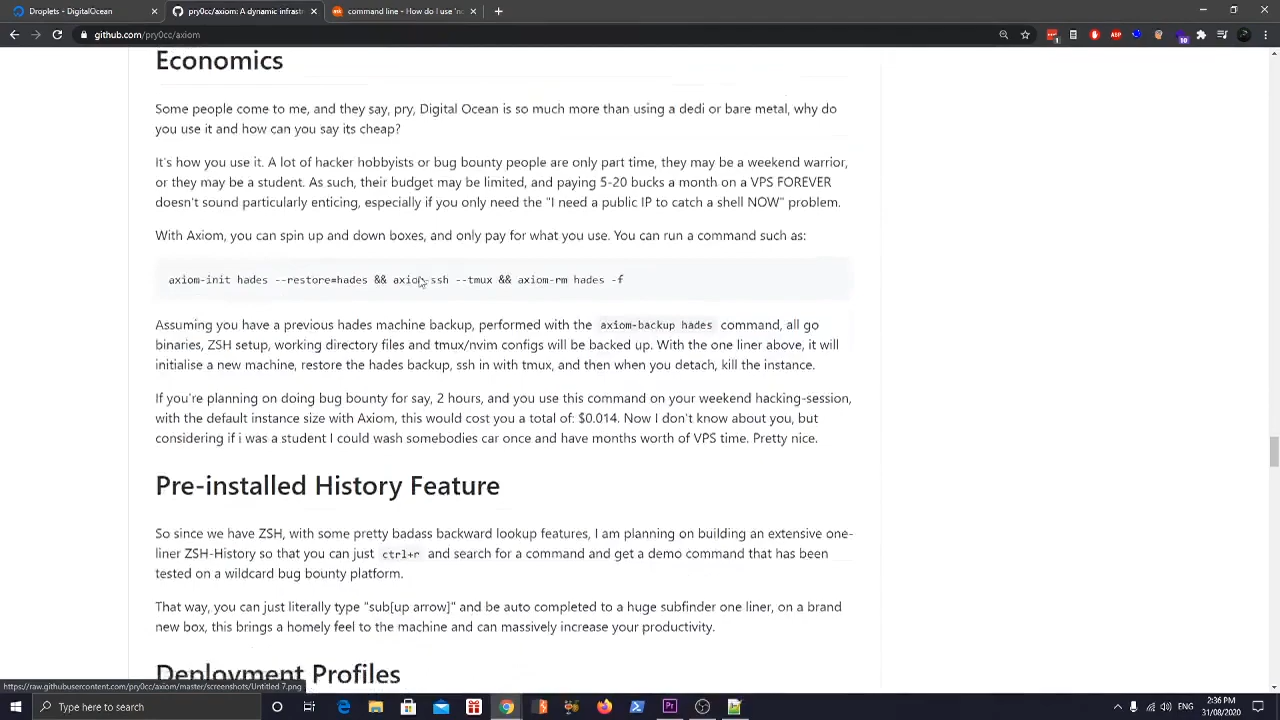 Droplets - DigitalOcean
pry0cc/axiom: A dynamic infrast
command line - How do I use 'no
github.com/pry0cc/axiom
Economics
Some people come to me, and they say, pry, Digital Ocean is so much more than using a dedi or bare metal, why do
you use it and how can you say its cheap?
It's how you use it. A lot of hacker hobbyists or bug bounty people are only part time, they may be a weekend warrior,
or they may be a student. As such, their budget may be limited, and paying 5-20 bucks a month on a VPS FOREVER
doesn't sound particularly enticing, especially if you only need the "I need a public IP to catch a shell NOW" problem.
With Axiom, you can spin up and down boxes, and only pay for what you use. You can run a command such as:
axiom-init hades --restore=hades && axiom-ssh --tmux && axiom-rm hades -f
Assuming you have a previous hades machine backup, performed with the axiom-backup hades command, all go
binaries, ZSH setup, working directory files and tmux/nvim configs will be backed up. With the one liner above, it will
initialise a new machine, restore the hades backup, ssh in with tmux, and then when you detach, kill the instance.
If you're planning on doing bug bounty for say, 2 hours, and you use this command on your weekend hacking-session,
with the default instance size with Axiom, this would cost you a total of: $0.014. Now I don't know about you, but
considering if i was a student I could wash somebodies car once and have months worth of VPS time. Pretty nice.
Pre-installed History Feature
So since we have ZSH, with some pretty badass backward lookup features, I am planning on building an extensive one-
liner ZSH-History so that you can just ctrl+r and search for a command and get a demo command that has been
tested on a wildcard bug bounty platform.
That way, you can just literally type "sub[up arrow]" and be auto completed to a huge subfinder one liner, on a brand
new box, this brings a homely feel to the machine and can massively increase your productivity.
Deployment Profiles
https://raw.githubusercontent.com/pry0cc/axiom/master/screenshots/Untitled 7.png
Type here to search
ENG
2:36 PM
31/08/2020